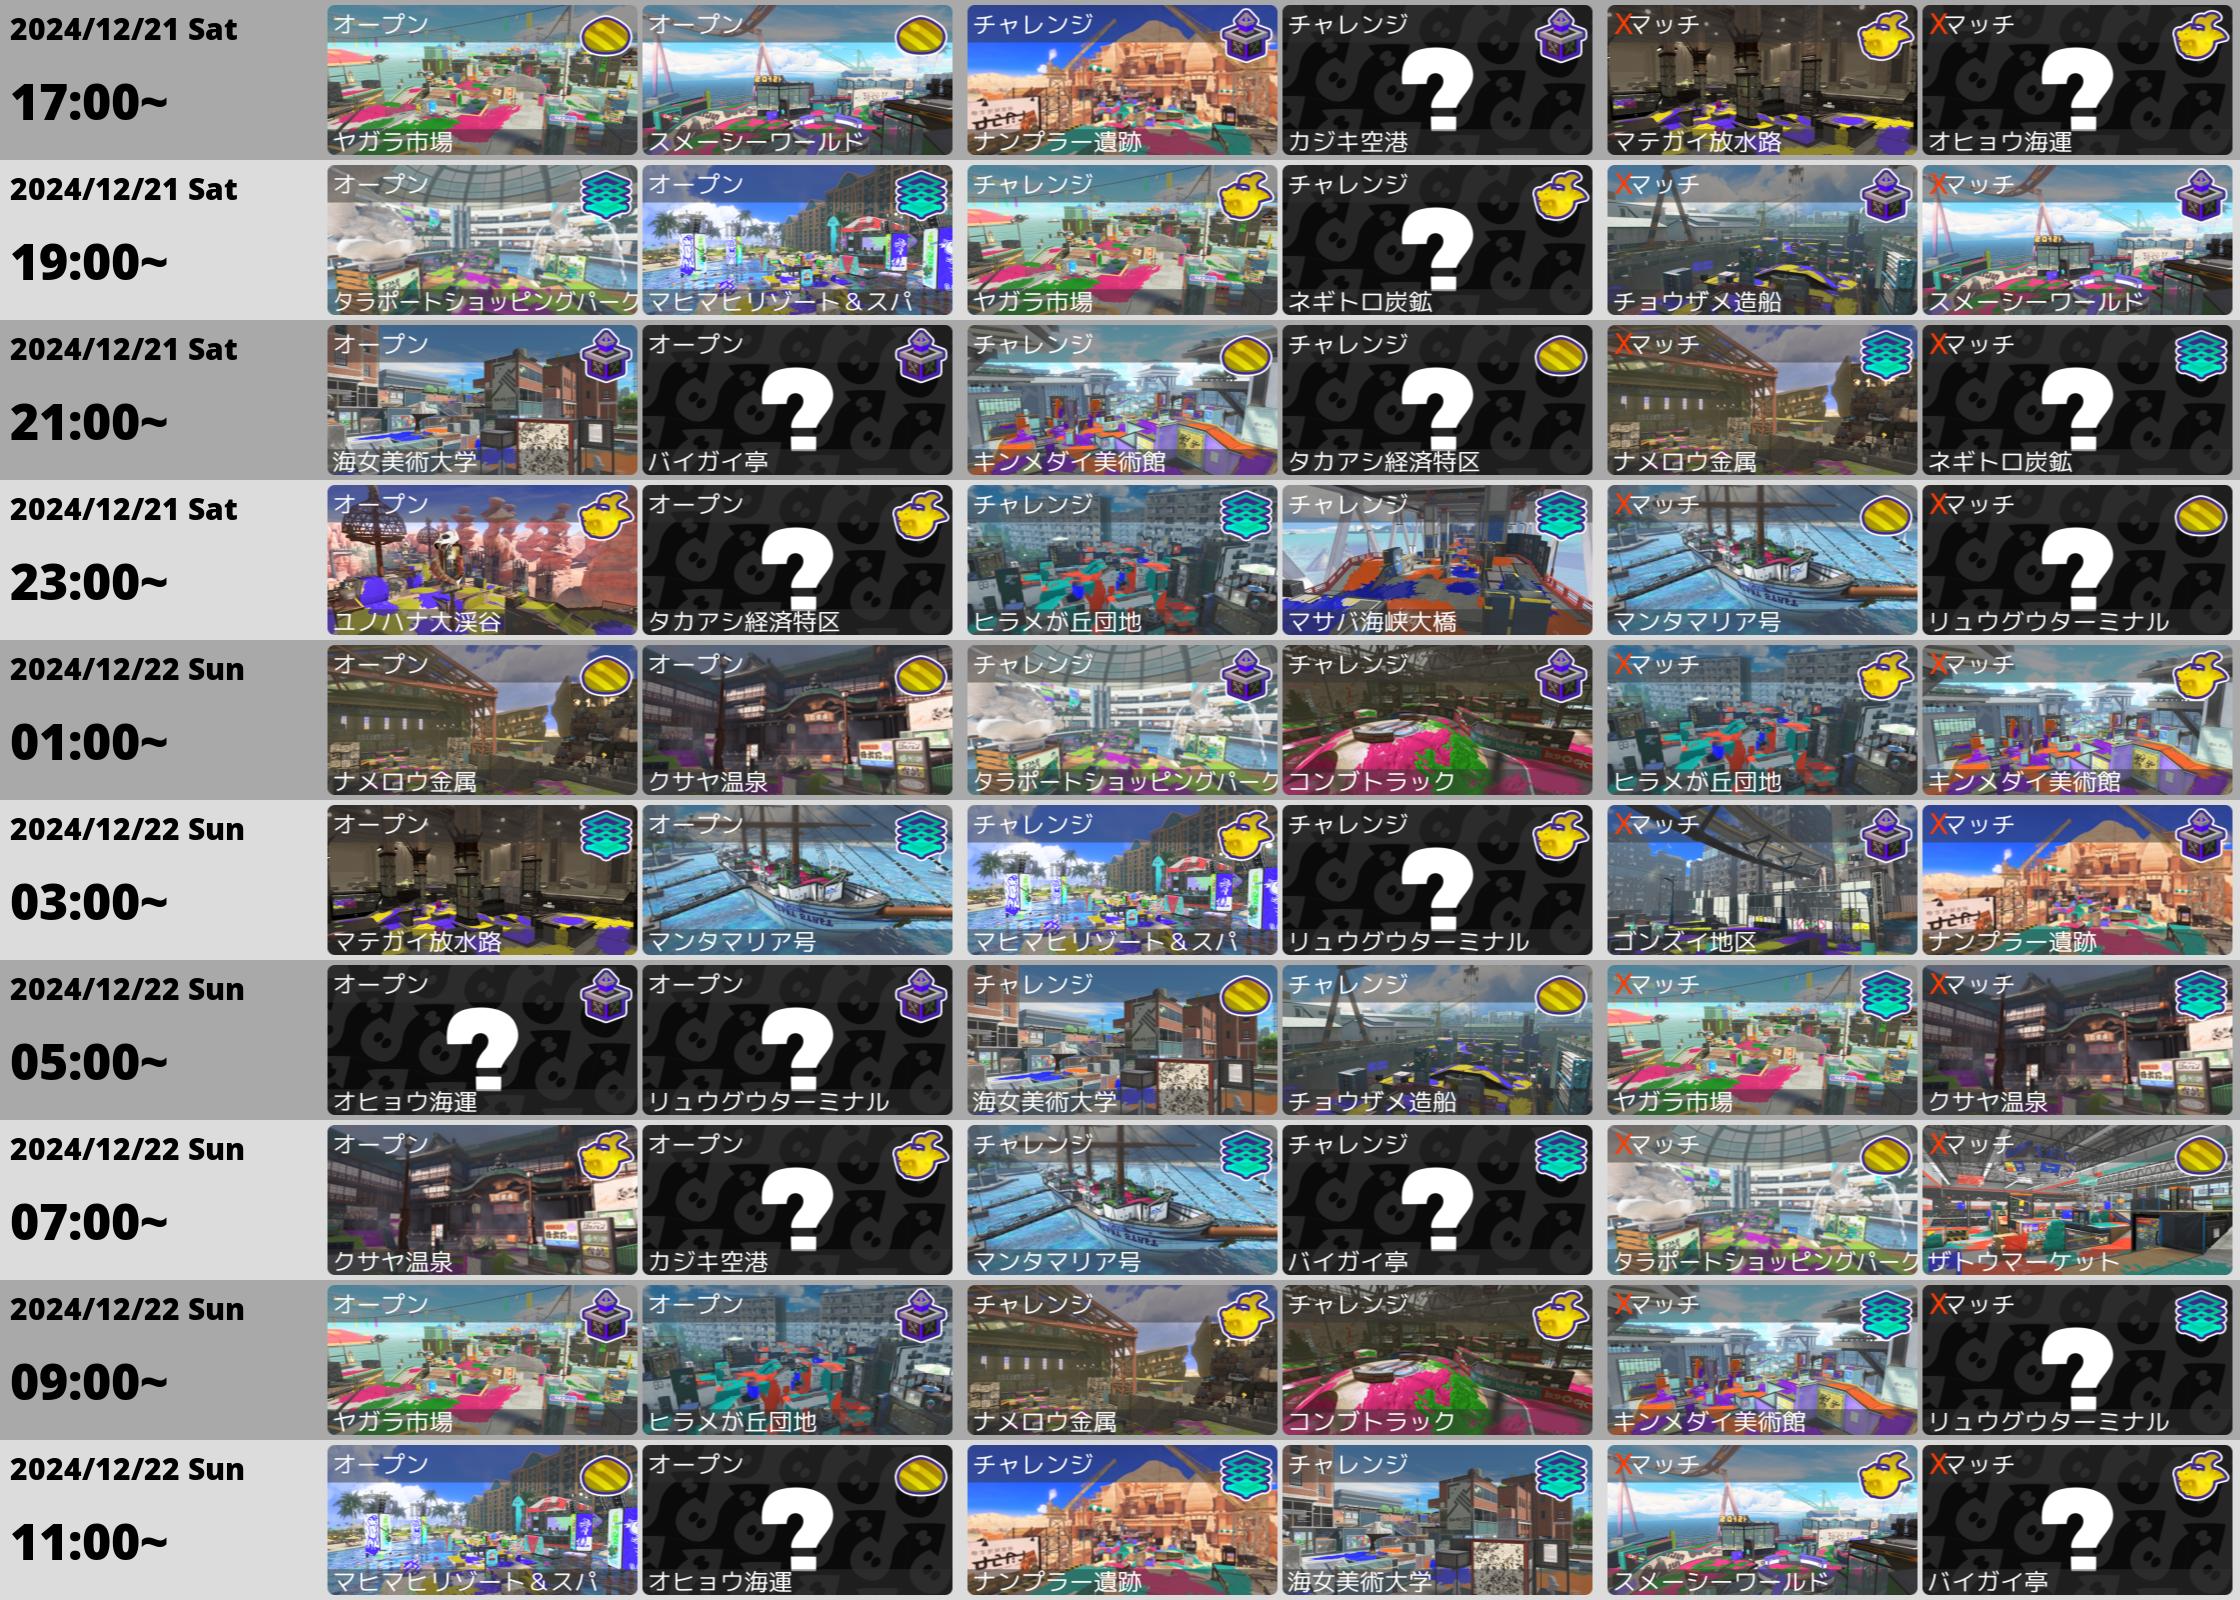 2024/12/21 Sat
17:00~
オープン
ヤガラ市場
オープン
スメーシーワールド
チャレンジ
ナンプラー遺跡
チャレンジ
カジキ空港
Xマッチ
マテガイ放水路
Xマッチ
オヒョウ海運
2024/12/21 Sat
19:00~
オープン
タラポートショッピングパーク
オープン
マヒマヒリゾート＆スパ
チャレンジ
ヤガラ市場
チャレンジ
ネギトロ炭鉱
Xマッチ
チョウザメ造船
Xマッチ
スメーシーワールド
2024/12/21 Sat
21:00~
オープン
海女美術大学
オープン
バイガイ亭
チャレンジ
キンメダイ美術館
チャレンジ
タカアシ経済特区
Xマッチ
ナメロウ金属
Xマッチ
ネギトロ炭鉱
2024/12/21 Sat
23:00~
オープン
ユノハナ大渓谷
オープン
タカアシ経済特区
チャレンジ
ヒラメが丘団地
チャレンジ
マサバ海峡大橋
Xマッチ
マンタマリア号
Xマッチ
リュウグウターミナル
2024/12/22 Sun
01:00~
オープン
ナメロウ金属
オープン
クサヤ温泉
チャレンジ
タラポートショッピングパーク
チャレンジ
コンブトラック
Xマッチ
ヒラメが丘団地
Xマッチ
キンメダイ美術館
2024/12/22 Sun
03:00~
オープン
マテガイ放水路
オープン
マンタマリア号
チャレンジ
マヒマヒリゾート＆スパ
チャレンジ
リュウグウターミナル
Xマッチ
ゴンズイ地区
Xマッチ
ナンプラー遺跡
2024/12/22 Sun
05:00~
オープン
オヒョウ海運
オープン
リュウグウターミナル
チャレンジ
海女美術大学
チャレンジ
チョウザメ造船
Xマッチ
ヤガラ市場
Xマッチ
クサヤ温泉
2024/12/22 Sun
07:00~
オープン
クサヤ温泉
オープン
カジキ空港
チャレンジ
マンタマリア号
チャレンジ
バイガイ亭
Xマッチ
タラポートショッピングパーク
Xマッチ
ザトウマーケット
2024/12/22 Sun
09:00~
オープン
ヤガラ市場
オープン
ヒラメが丘団地
チャレンジ
ナメロウ金属
チャレンジ
コンブトラック
Xマッチ
キンメダイ美術館
Xマッチ
リュウグウターミナル
2024/12/22 Sun
11:00~
オープン
マヒマヒリゾート＆スパ
オープン
オヒョウ海運
チャレンジ
ナンプラー遺跡
チャレンジ
海女美術大学
Xマッチ
スメーシーワールド
Xマッチ
バイガイ亭